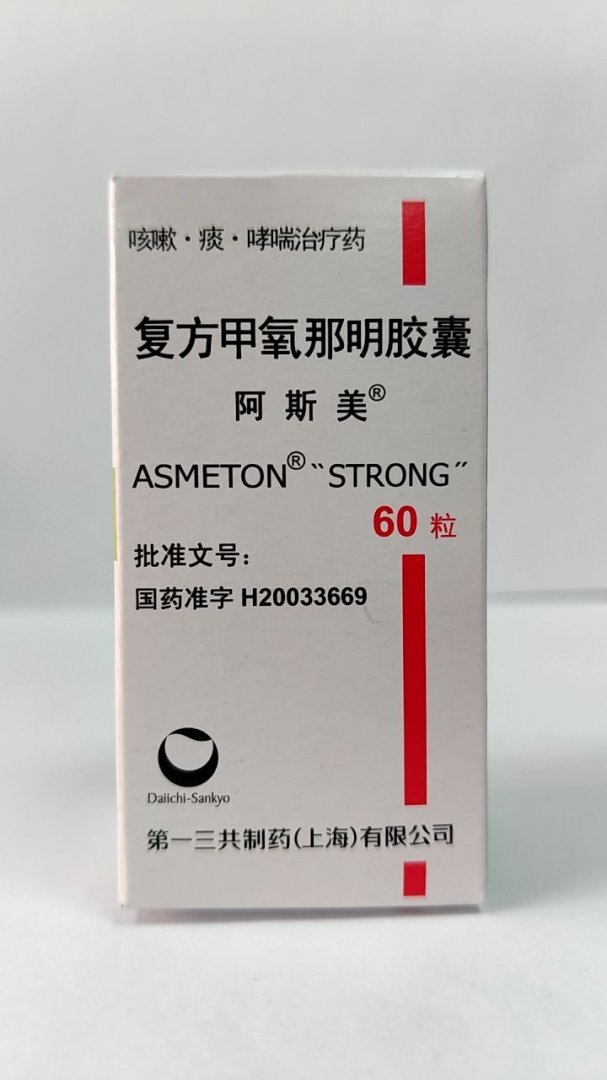 咳嗽·痰·哮喘治疗药
复方甲氧那明胶囊
阿斯美®
ASMETON® “STRONG”
60 粒
批准文号：
国药准字 H20033669
Daiichi-Sankyo
第一三共制药(上海)有限公司